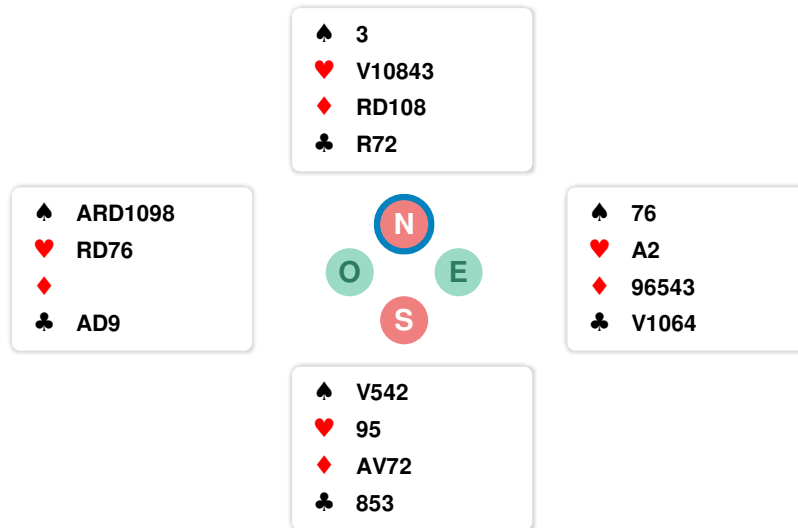 ♠ 3
♥ V10843
♦ RD108
♣ R72
♠ ARD1098
♥ RD76
♦
♣ AD9
N
O E
S
♠ 76
♥ A2
♦ 96543
♣ V1064
♠ V542
♥ 95
♦ AV72
♣ 853